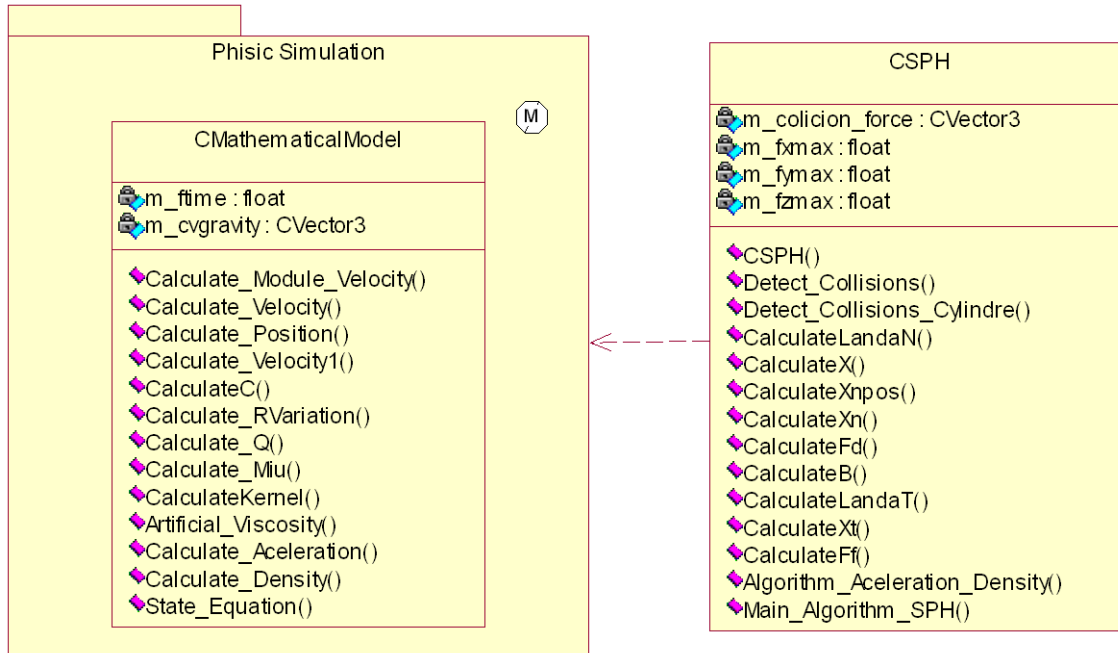 Phisic Simulation
M
CMathematicalModel
m_ftime : float
m_cvgravity : CVector3
Calculate_Module_Velocity()
Calculate_Velocity()
Calculate_Position()
Calculate_Velocity1()
CalculateC()
Calculate_RVariation()
Calculate_Q()
Calculate_Miu()
CalculateKernel()
Artificial_Viscosity()
Calculate_Aceleration()
Calculate_Density()
State_Equation()
CSPH
m_colicion_force : CVector3
m_fxmax : float
m_fymax : float
m_fzmax : float
CSPH()
Detect_Collisions()
Detect_Collisions_Cylindre()
CalculateLandaN()
CalculateX()
CalculateXnpos()
CalculateXn()
CalculateFd()
CalculateB()
CalculateLandaT()
CalculateXt()
CalculateFf()
Algorithm_Aceleration_Density()
Main_Algorithm_SPH()